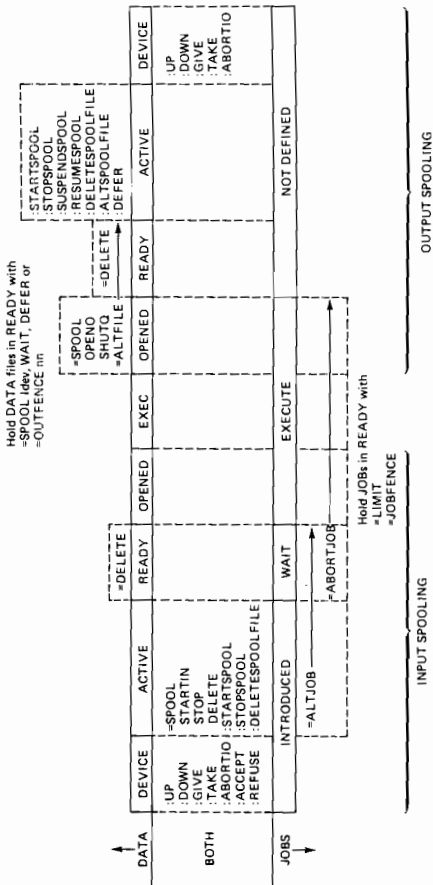 Hold DATA files in READY with
=SPOOL ldev, WAIT, DEFER or
=OUTFENCE nn
:STARTSPOOL
:STOPSPOOL
:SUSPENDSPOOL
:RESUMESPOOL
:DELETESPOOLFILE
:ALTSPOOLFILE
:DEFER
=SPOOL
OPENO
SHUTQ
=ALTFILE
=DELETE
=DELETE
DATA
DEVICE
ACTIVE
READY
OPENED
EXEC
OPENED
READY
ACTIVE
DEVICE
BOTH
:UP
:DOWN
:GIVE
:TAKE
:ABORTIO
:ACCEPT
:REFUSE
=SPOOL
STARTIN
STOP
DELETE
:STARTSPOOL
:STOPSPOOL
:DELETESPOOLFILE
:UP
:DOWN
:GIVE
:TAKE
:ABORTIO
JOBS
INTRODUCED
WAIT
EXECUTE
NOT DEFINED
=ALTJOB
=ABORTJOB
Hold JOBs in READY with
=LIMIT
=JOBFENCE
INPUT SPOOLING
OUTPUT SPOOLING